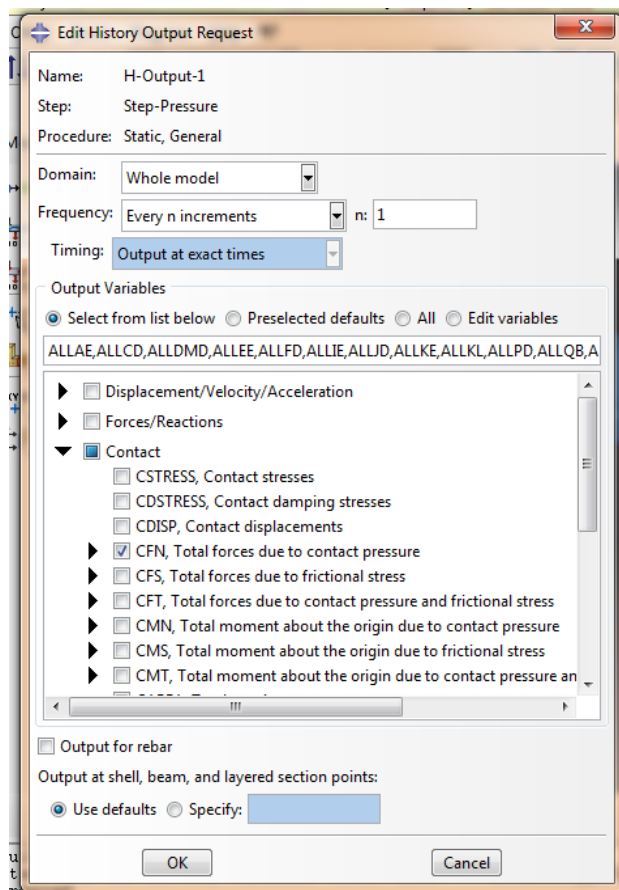 Edit History Output Request
Name: H-Output-1
Step: Step-Pressure
Procedure: Static, General
Domain: Whole model
Frequency: Every n increments n: 1
Timing: Output at exact times
Output Variables
Select from list below Preselected defaults All Edit variables
ALLAE,ALLCD,ALLDMD,ALLEE,ALLFD,ALLIE,ALLJD,ALLKE,ALLKL,ALLPD,ALLQB,A
Displacement/Velocity/Acceleration
Forces/Reactions
Contact
CSTRESS, Contact stresses
CDSTRESS, Contact damping stresses
CDISP, Contact displacements
CFN, Total forces due to contact pressure
CFS, Total forces due to frictional stress
CFT, Total forces due to contact pressure and frictional stress
CMN, Total moment about the origin due to contact pressure
CMS, Total moment about the origin due to frictional stress
CMT, Total moment about the origin due to contact pressure an
Output for rebar
Output at shell, beam, and layered section points:
Use defaults Specify:
OK Cancel